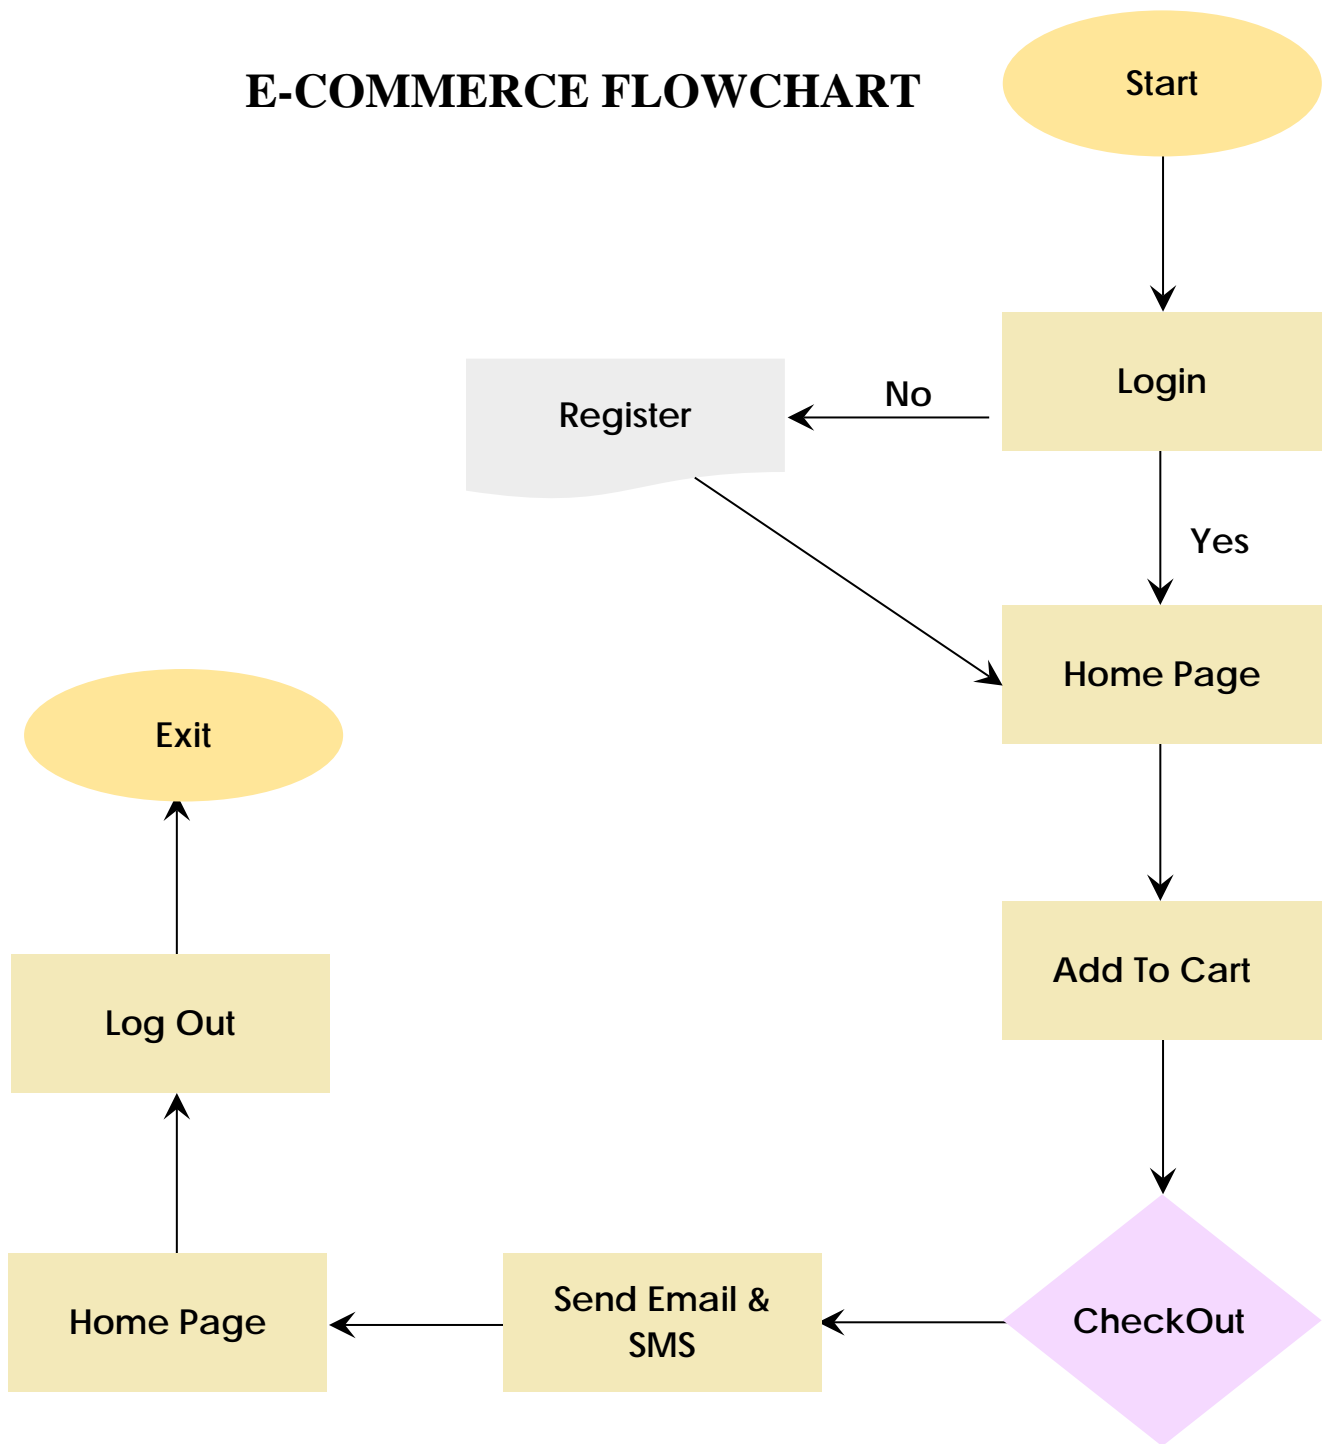 E-COMMERCE FLOWCHART
Start
Login
No
Register
Yes
Home Page
Exit
Add To Cart
Log Out
CheckOut
Send Email &
SMS
Home Page